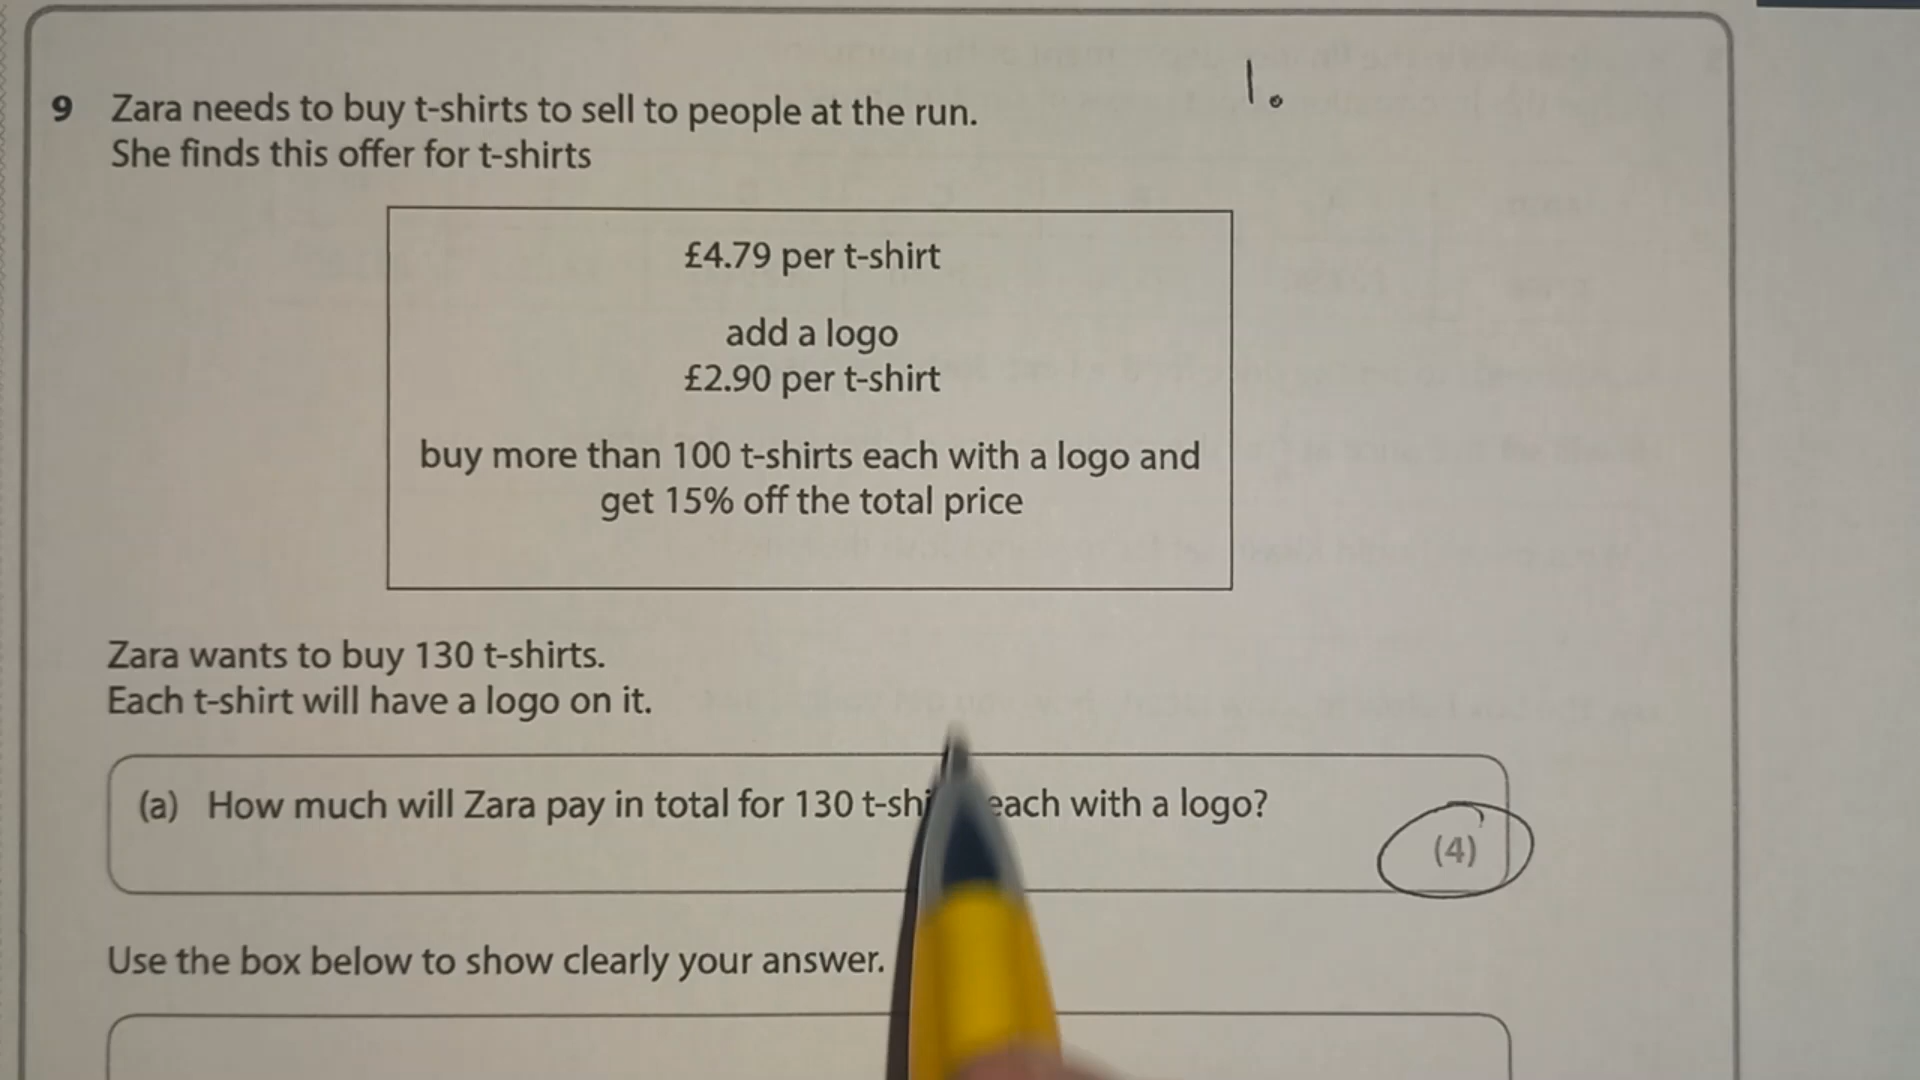 1.
9 Zara needs to buy t-shirts to sell to people at the run.
She finds this offer for t-shirts
£4.79 per t-shirt
add a logo
£2.90 per t-shirt
buy more than 100 t-shirts each with a logo and
get 15% off the total price
Zara wants to buy 130 t-shirts.
Each t-shirt will have a logo on it.
(a) How much will Zara pay in total for 130 t-shi each with a logo?
(4)
Use the box below to show clearly your answer.